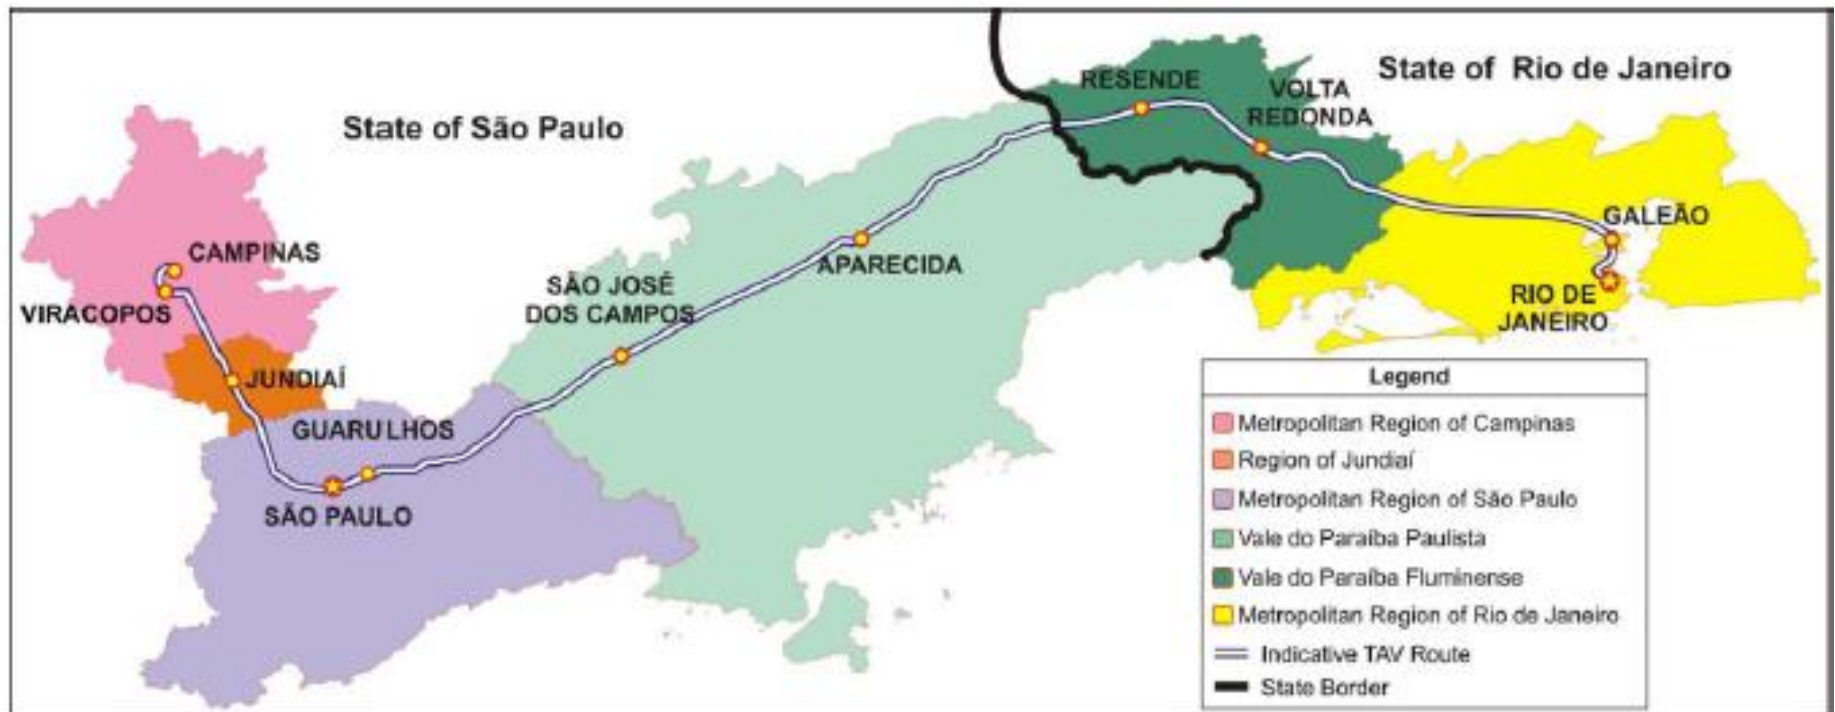 State of São Paulo
State of Rio de Janeiro
RESENDE
VOLTA
REDONDA
GALEÃO
RIO DE
JANEIRO
CAMPINAS
VIRACOPOS
SÃO JOSÉ
DOS CAMPOS
APARECIDA
JUNDIAÍ
GUARULHOS
SÃO PAULO
Legend
Metropolitan Region of Campinas
Region of Jundiaí
Metropolitan Region of São Paulo
Vale do Paraíba Paulista
Vale do Paraíba Fluminense
Metropolitan Region of Rio de Janeiro
Indicative TAV Route
State Border